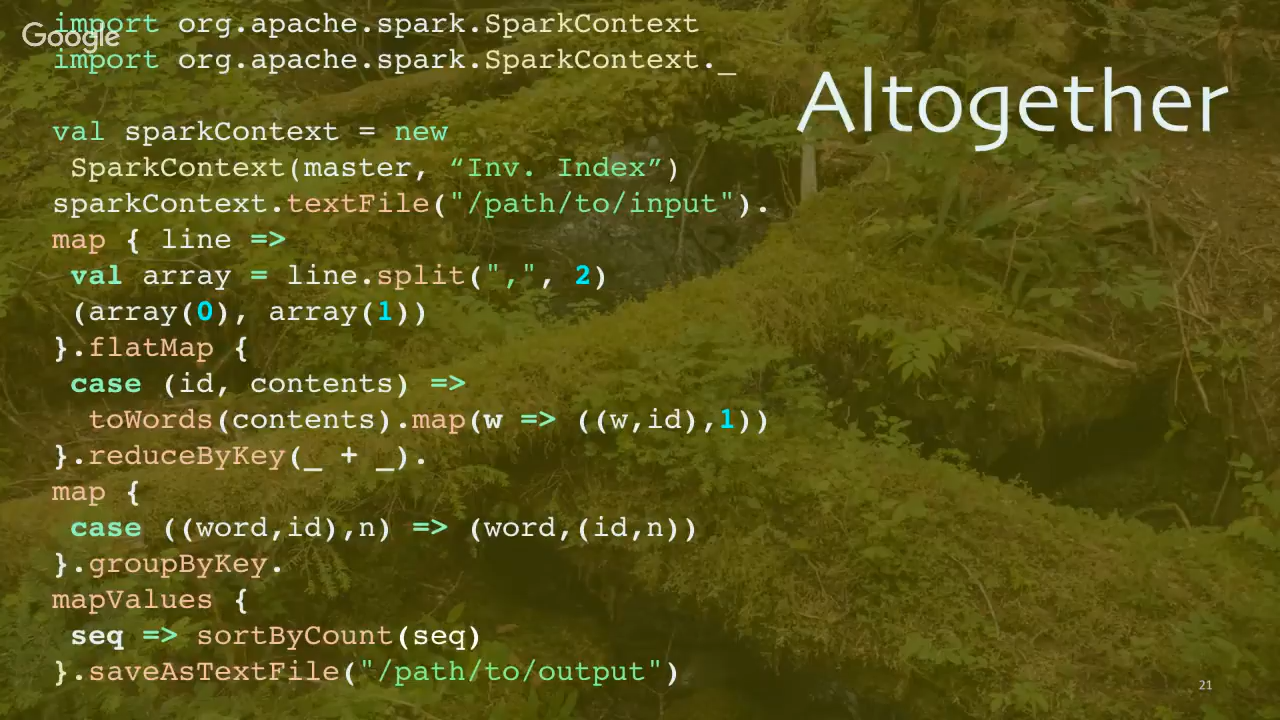 import org.apache.spark.SparkContext
Google
import org.apache.spark.SparkContext._
Altogether
val sparkContext = new
SparkContext(master, “Inv. Index”)
sparkContext.textFile("/path/to/input").
map { line =>
val array = line.split(",", 2)
(array(0), array(1))
}.flatMap {
case (id, contents) =>
toWords(contents).map(w => ((w,id),1))
}.reduceByKey(_ + _).
map {
case ((word,id),n) => (word,(id,n))
}.groupByKey.
mapValues {
seq => sortByCount(seq)
}.saveAsTextFile("/path/to/output")
21